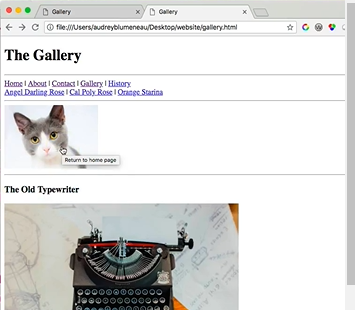 Gallery
Gallery
file:///Users/audreyblumeneau/Desktop/website/gallery.html
The Gallery
Home | About | Contact | Gallery | History
Angel Darling Rose | Cal Poly Rose | Orange Starina
Return to home page
The Old Typewriter